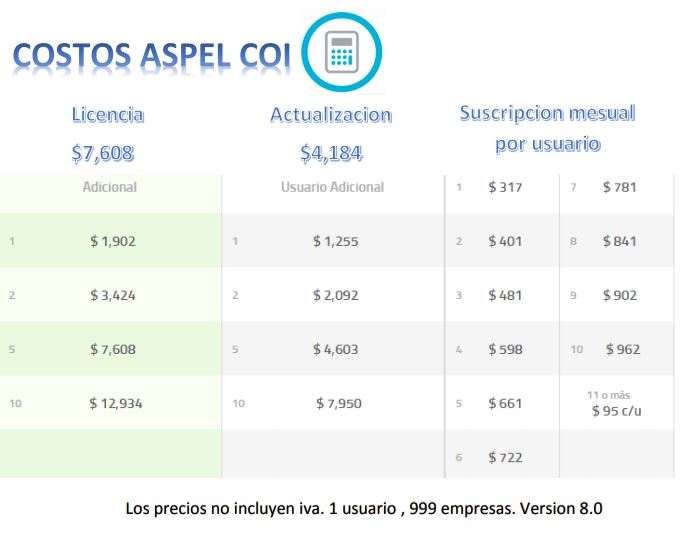 COSTOS ASPEL COI
Licencia
$7,608
Actualizacion
$4,184
Suscripcion mesual
por usuario
Adicional
1 $ 1,902
2 $ 3,424
5 $ 7,608
10 $ 12,934
Usuario Adicional
1 $ 1,255
2 $ 2,092
5 $ 4,603
10 $ 7,950
1 $ 317
2 $ 401
3 $ 481
4 $ 598
5 $ 661
6 $ 722
7 $ 781
8 $ 841
9 $ 902
10 $ 962
11 o más
$ 95 c/u
Los precios no incluyen iva. 1 usuario , 999 empresas. Version 8.0